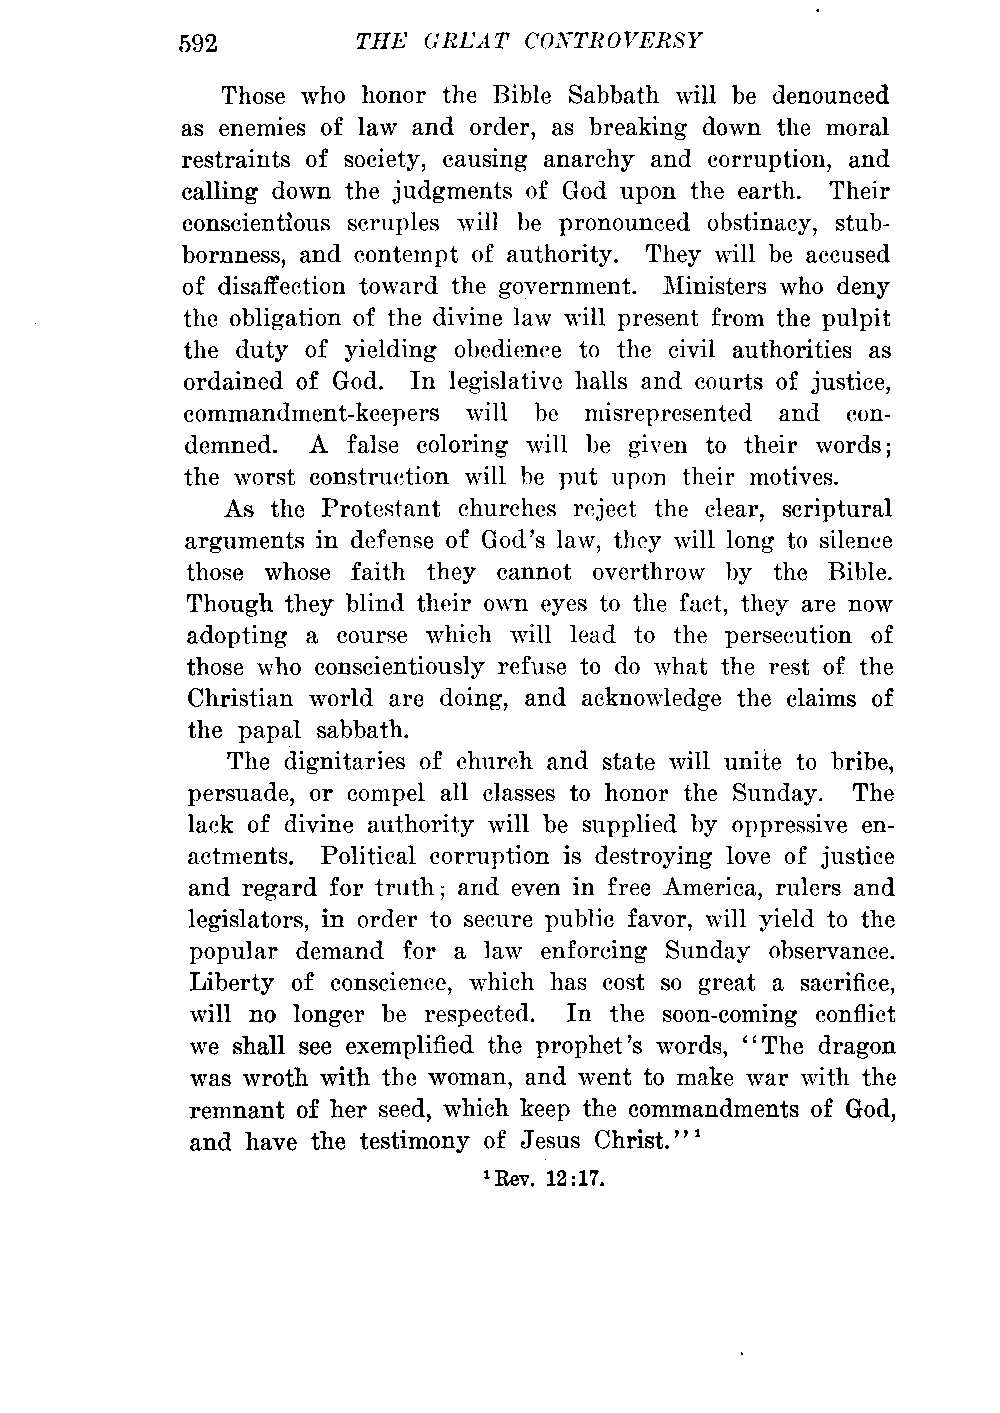 592 THE GREAT CONTROVERSY
Those who honor the Bible Sabbath will be denounced
as enemies of law and order, as breaking down the moral
restraints of society, causing anarchy and corruption, and
calling down the judgments of God upon the earth. Their
conscientious scruples will be pronounced obstinacy, stub-
bornness, and contempt of authority. They will be accused
of disaffection toward the government. Ministers who deny
the obligation of the divine law will present from the pulpit
the duty of yielding obedience to the civil authorities as
ordained of God. In legislative halls and courts of justice,
commandment-keepers will be misrepresented and con-
demned. A false coloring will be given to their words;
the worst construction will be put upon their motives.
As the Protestant churches reject the clear, scriptural
arguments in defense of God's law, they will long to silence
those whose faith they cannot overthrow by the Bible.
Though they blind their own eyes to the fact, they are now
adopting a course which will lead to the persecution of
those who conscientiously refuse to do what the rest of the
Christian world are doing, and acknowledge the claims of
the papal sabbath.
The dignitaries of church and state will unite to bribe,
persuade, or compel all classes to honor the Sunday. The
lack of divine authority will be supplied by oppressive en-
actments. Political corruption is destroying love of justice
and regard for truth; and even in free America, rulers and
legislators, in order to secure public favor, will yield to the
popular demand for a law enforcing Sunday observance.
Liberty of conscience, which has cost so great a sacrifice,
will no longer be respected. In the soon-coming conflict
we shall see exemplified the prophet's words, "The dragon
was wroth with the woman, and went to make war with the
remnant of her seed, which keep the commandments of God,
and have the testimony of Jesus Christ."¹
¹Rev. 12:17.